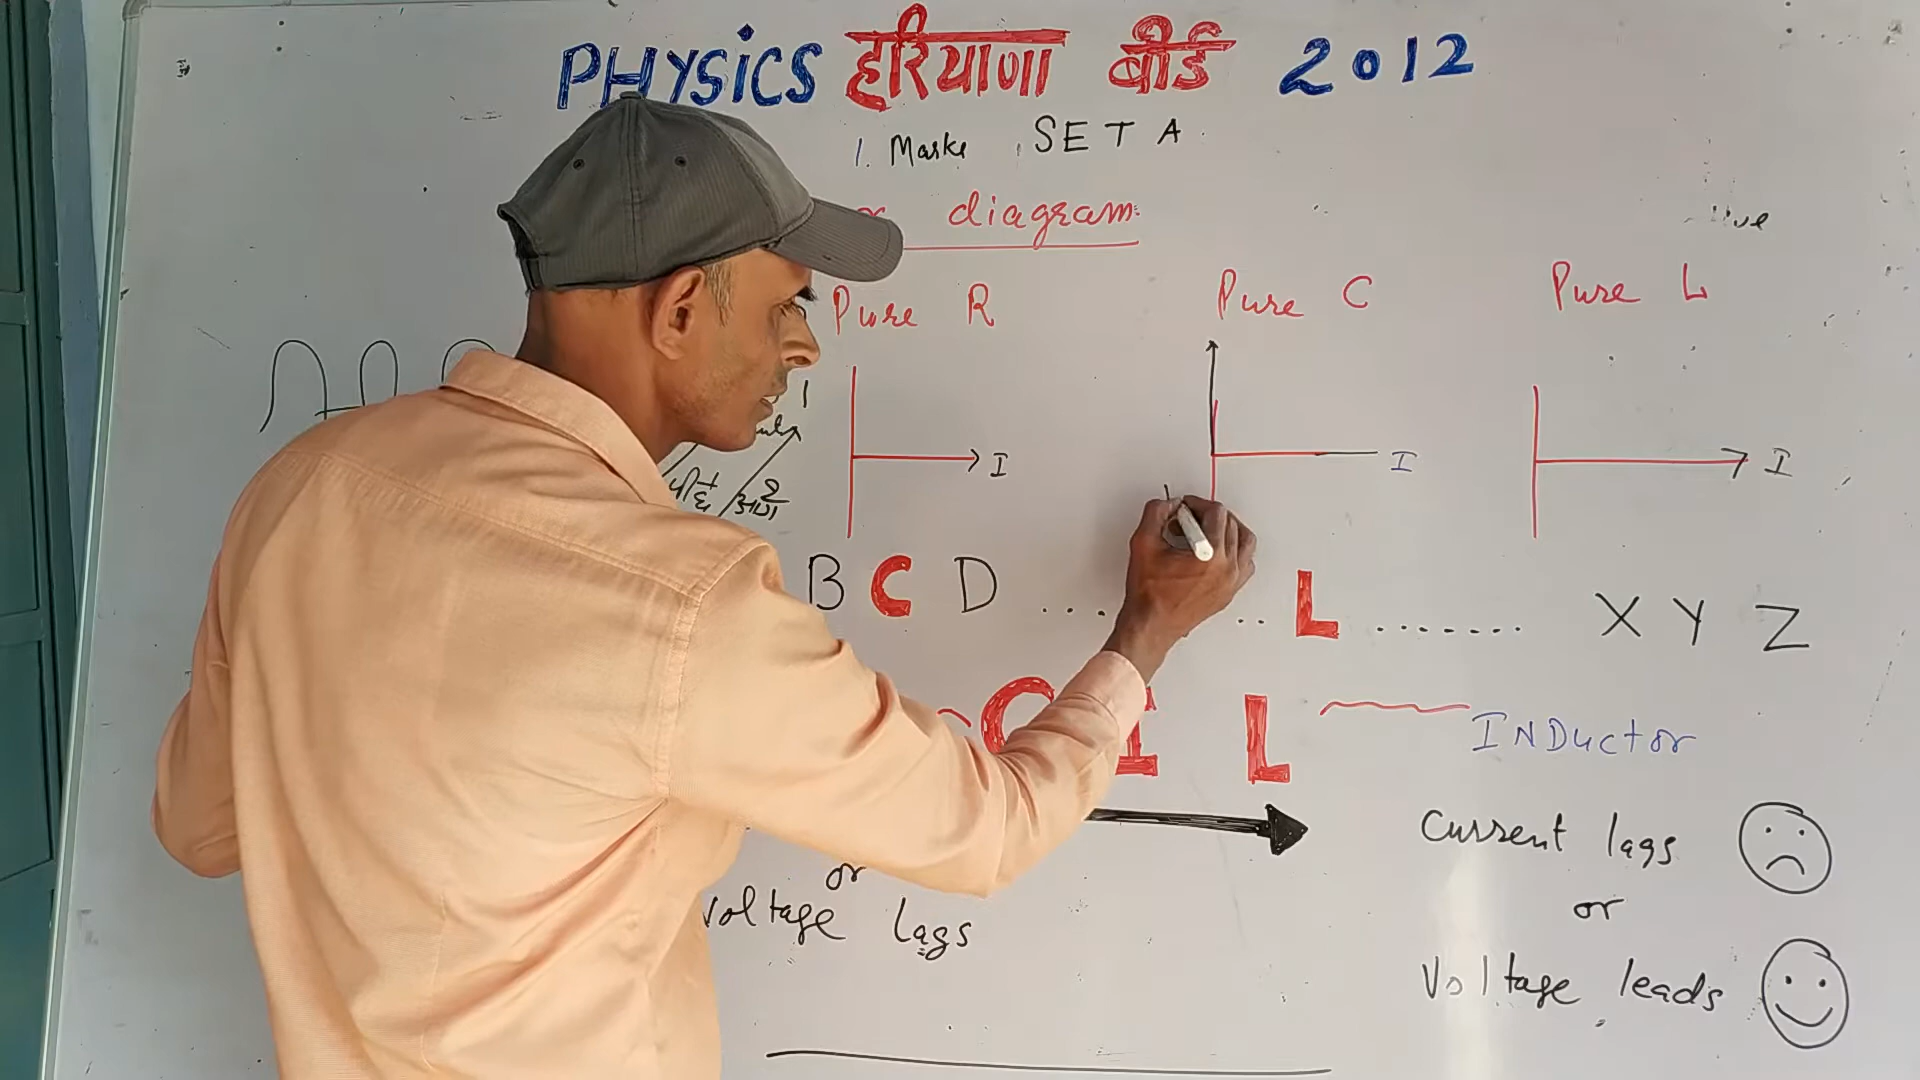 PHYSICS हरियाणा बोर्ड 2012
1. Marks SET A
diagram
Pure R Pure C Pure L
I I I
B C D .... .. L ....... X Y Z
C I L INDuctor
Current lags
or or
Voltage Lags
Voltage leads